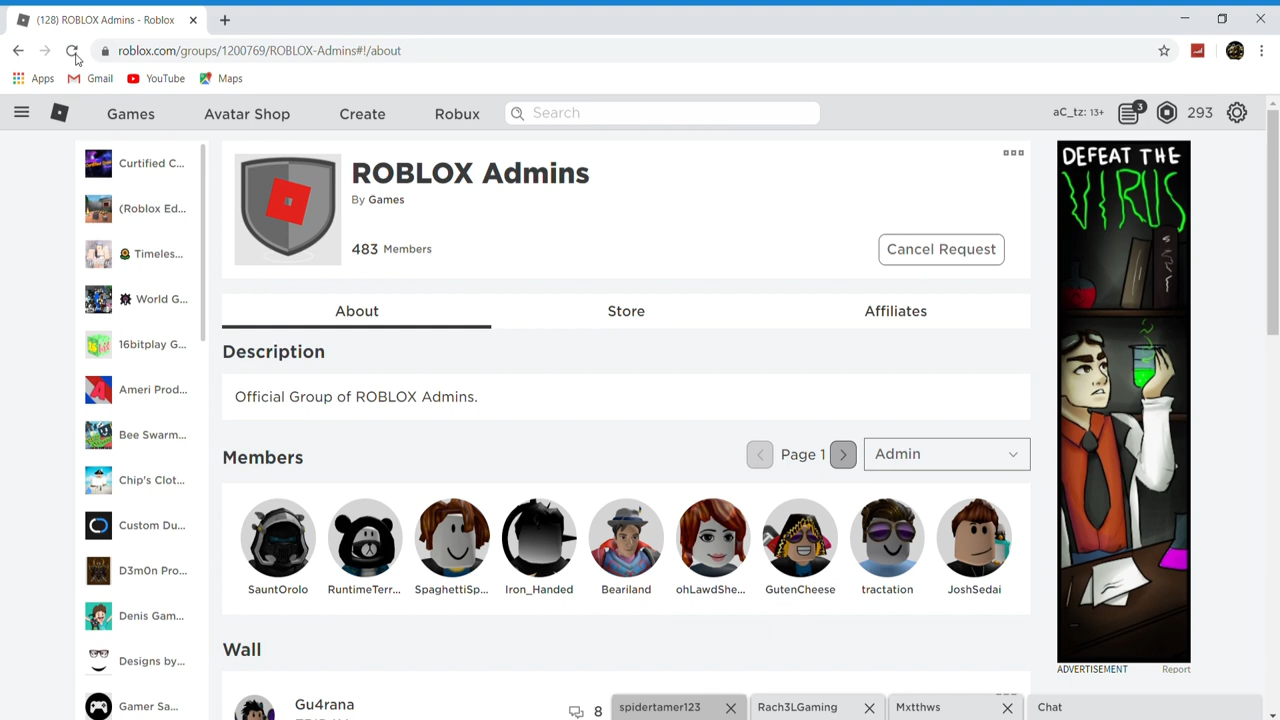 (128) ROBLOX Admins - Roblox
roblox.com/groups/1200769/ROBLOX-Admins#!/about
Apps Gmail YouTube Maps
Games Avatar Shop Create Robux Search aC_tz: 13+ 3 293
Curtified C...
(Roblox Ed...
Timeles...
World G...
16bitplay G...
Ameri Prod...
Bee Swarm...
Chip's Clot...
Custom Du...
D3m0n Pro...
Denis Gam...
Designs by...
Gamer Sa...
ROBLOX Admins
By Games
483 Members
Cancel Request
About Store Affiliates
Description
Official Group of ROBLOX Admins.
Members
Page 1
Admin
SauntOrolo RuntimeTerr... SpaghettiSp... Iron_Handed Beariland ohLawdShe... GutenCheese tractation JoshSedai
Wall
Gu4rana
8
DEFEAT THE
VIRUS
ADVERTISEMENT Report
spidertamer123 Rach3LGaming Mxtthws Chat